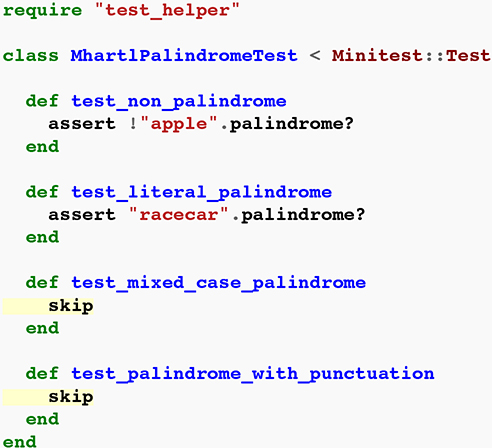 require "test_helper"

class MhartlPalindromeTest < Minitest::Test

  def test_non_palindrome
    assert !"apple".palindrome?
  end

  def test_literal_palindrome
    assert "racecar".palindrome?
  end

  def test_mixed_case_palindrome
    skip
  end

  def test_palindrome_with_punctuation
    skip
  end
end